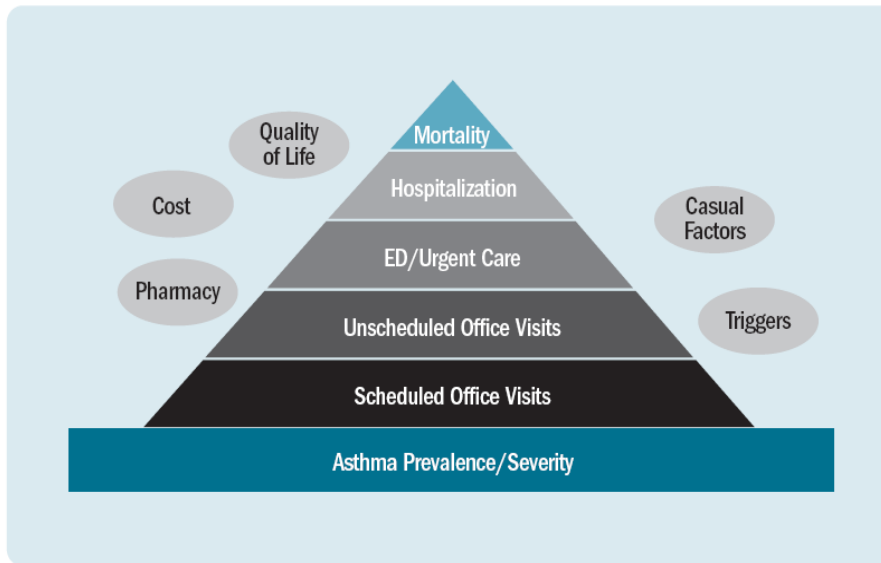 Mortality
Quality
of Life
Hospitalization
Cost
Casual
Factors
ED/Urgent Care
Pharmacy
Unscheduled Office Visits
Triggers
Scheduled Office Visits
Asthma Prevalence/Severity